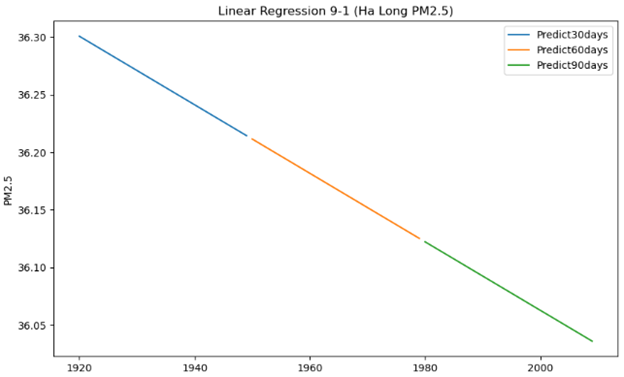 Linear Regression 9-1 (Ha Long PM2.5)
Predict30days
Predict60days
Predict90days
PM2.5
36.30
36.25
36.20
36.15
36.10
36.05
1920 1940 1960 1980 2000